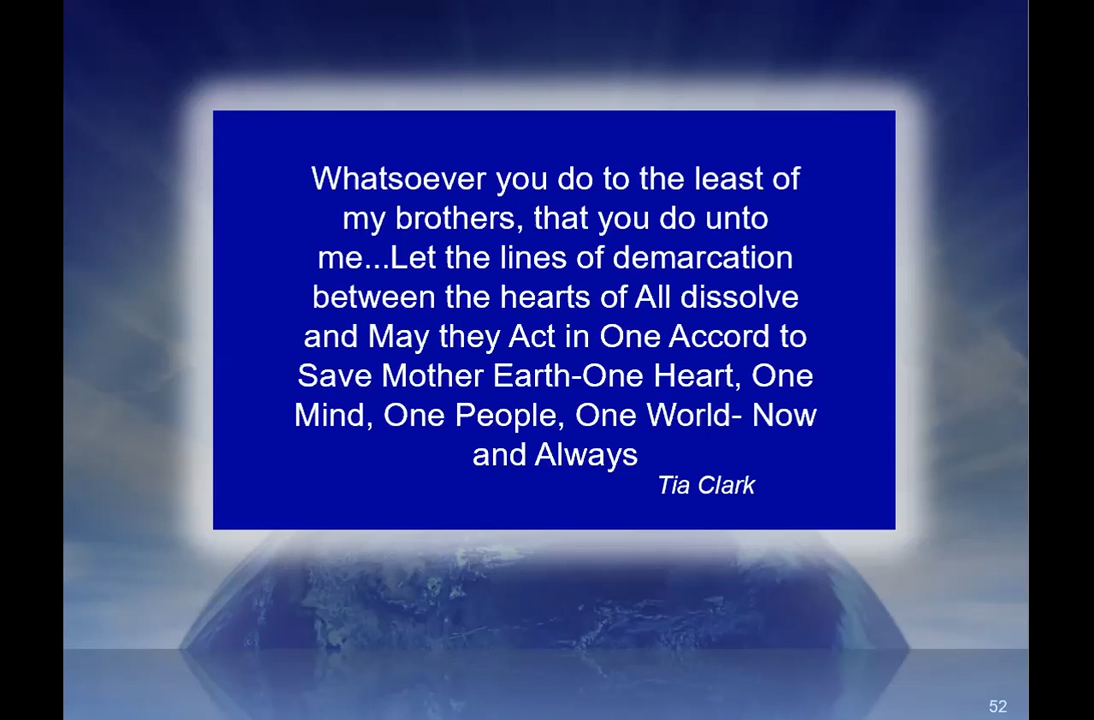 Whatsoever you do to the least of
my brothers, that you do unto
me...Let the lines of demarcation
between the hearts of All dissolve
and May they Act in One Accord to
Save Mother Earth-One Heart, One
Mind, One People, One World- Now
and Always
Tia Clark
52